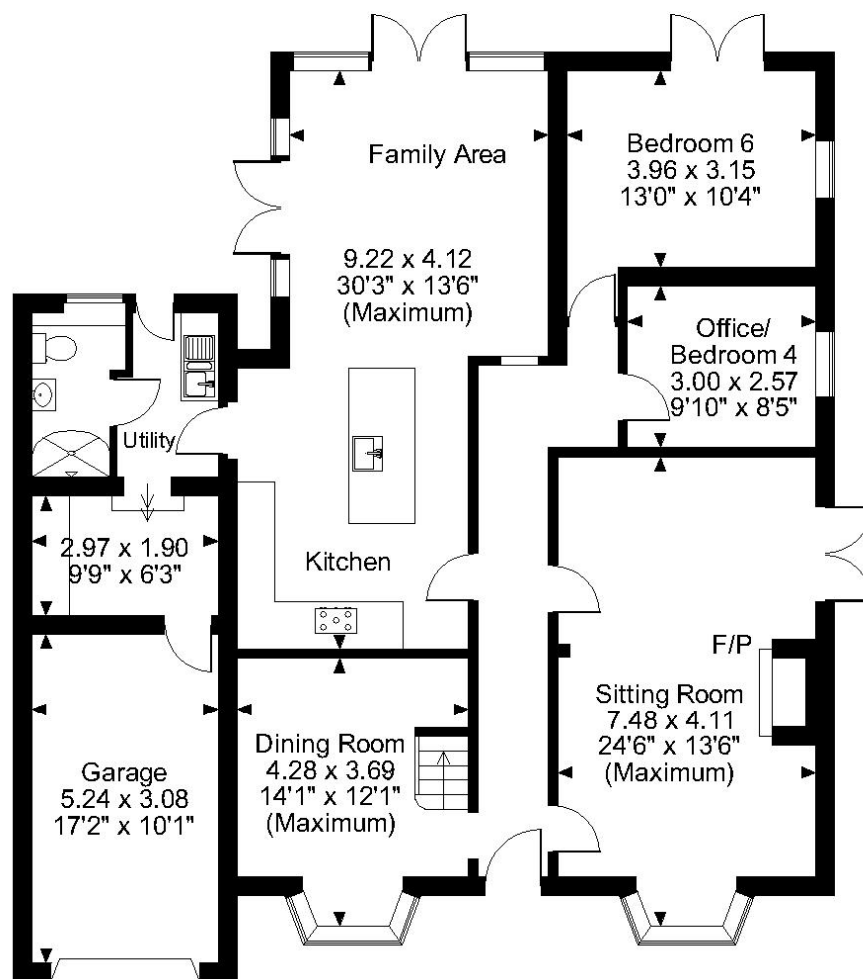 Family Area
9.22 x 4.12
30'3" x 13'6"
(Maximum)
Bedroom 6
3.96 x 3.15
13'0" x 10'4"
Office/
Bedroom 4
3.00 x 2.57
9'10" x 8'5"
Utility
2.97 x 1.90
9'9" x 6'3"
Kitchen
F/P
Sitting Room
7.48 x 4.11
24'6" x 13'6"
(Maximum)
Dining Room
4.28 x 3.69
14'1" x 12'1"
(Maximum)
Garage
5.24 x 3.08
17'2" x 10'1"